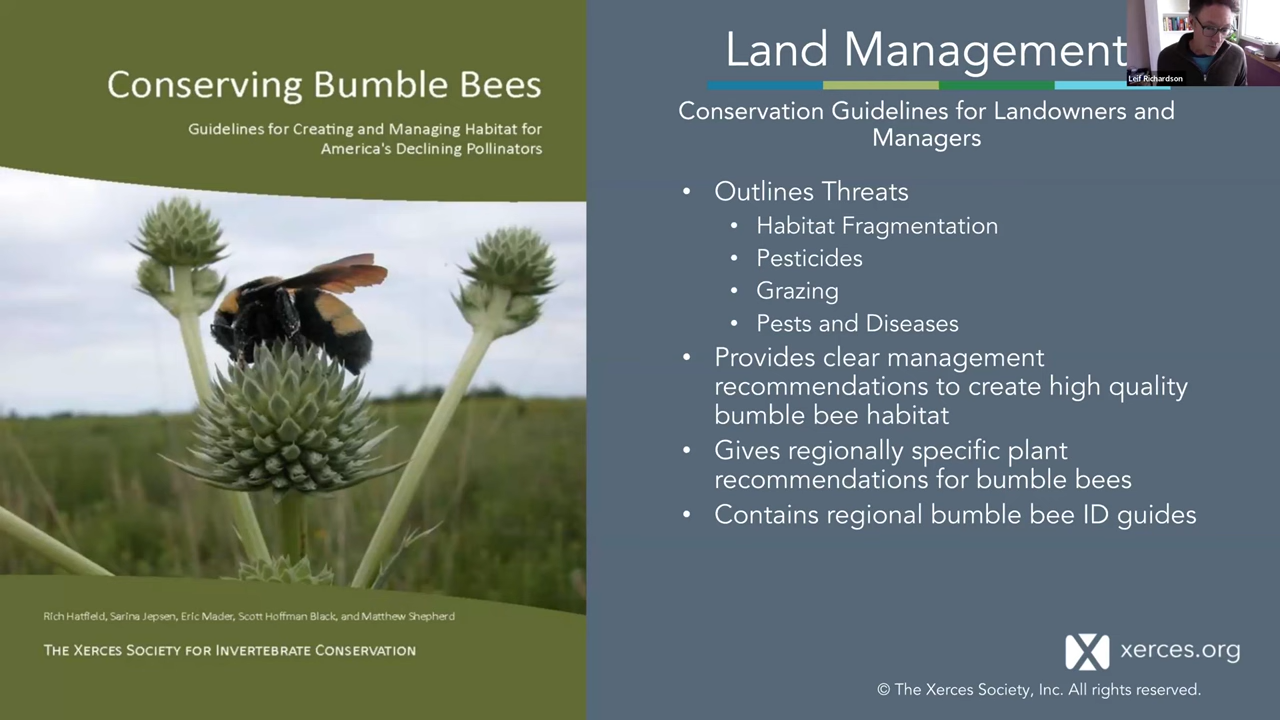 Conserving Bumble Bees
Guidelines for Creating and Managing Habitat for
America's Declining Pollinators
Rich Hatfield, Sarina Jepsen, Eric Mader, Scott Hoffman Black, and Matthew Shepherd
The Xerces Society for Invertebrate Conservation
Land Management
Leif Richardson
Conservation Guidelines for Landowners and
Managers
• Outlines Threats
• Habitat Fragmentation
• Pesticides
• Grazing
• Pests and Diseases
• Provides clear management
recommendations to create high quality
bumble bee habitat
• Gives regionally specific plant
recommendations for bumble bees
• Contains regional bumble bee ID guides
xerces.org
© The Xerces Society, Inc. All rights reserved.